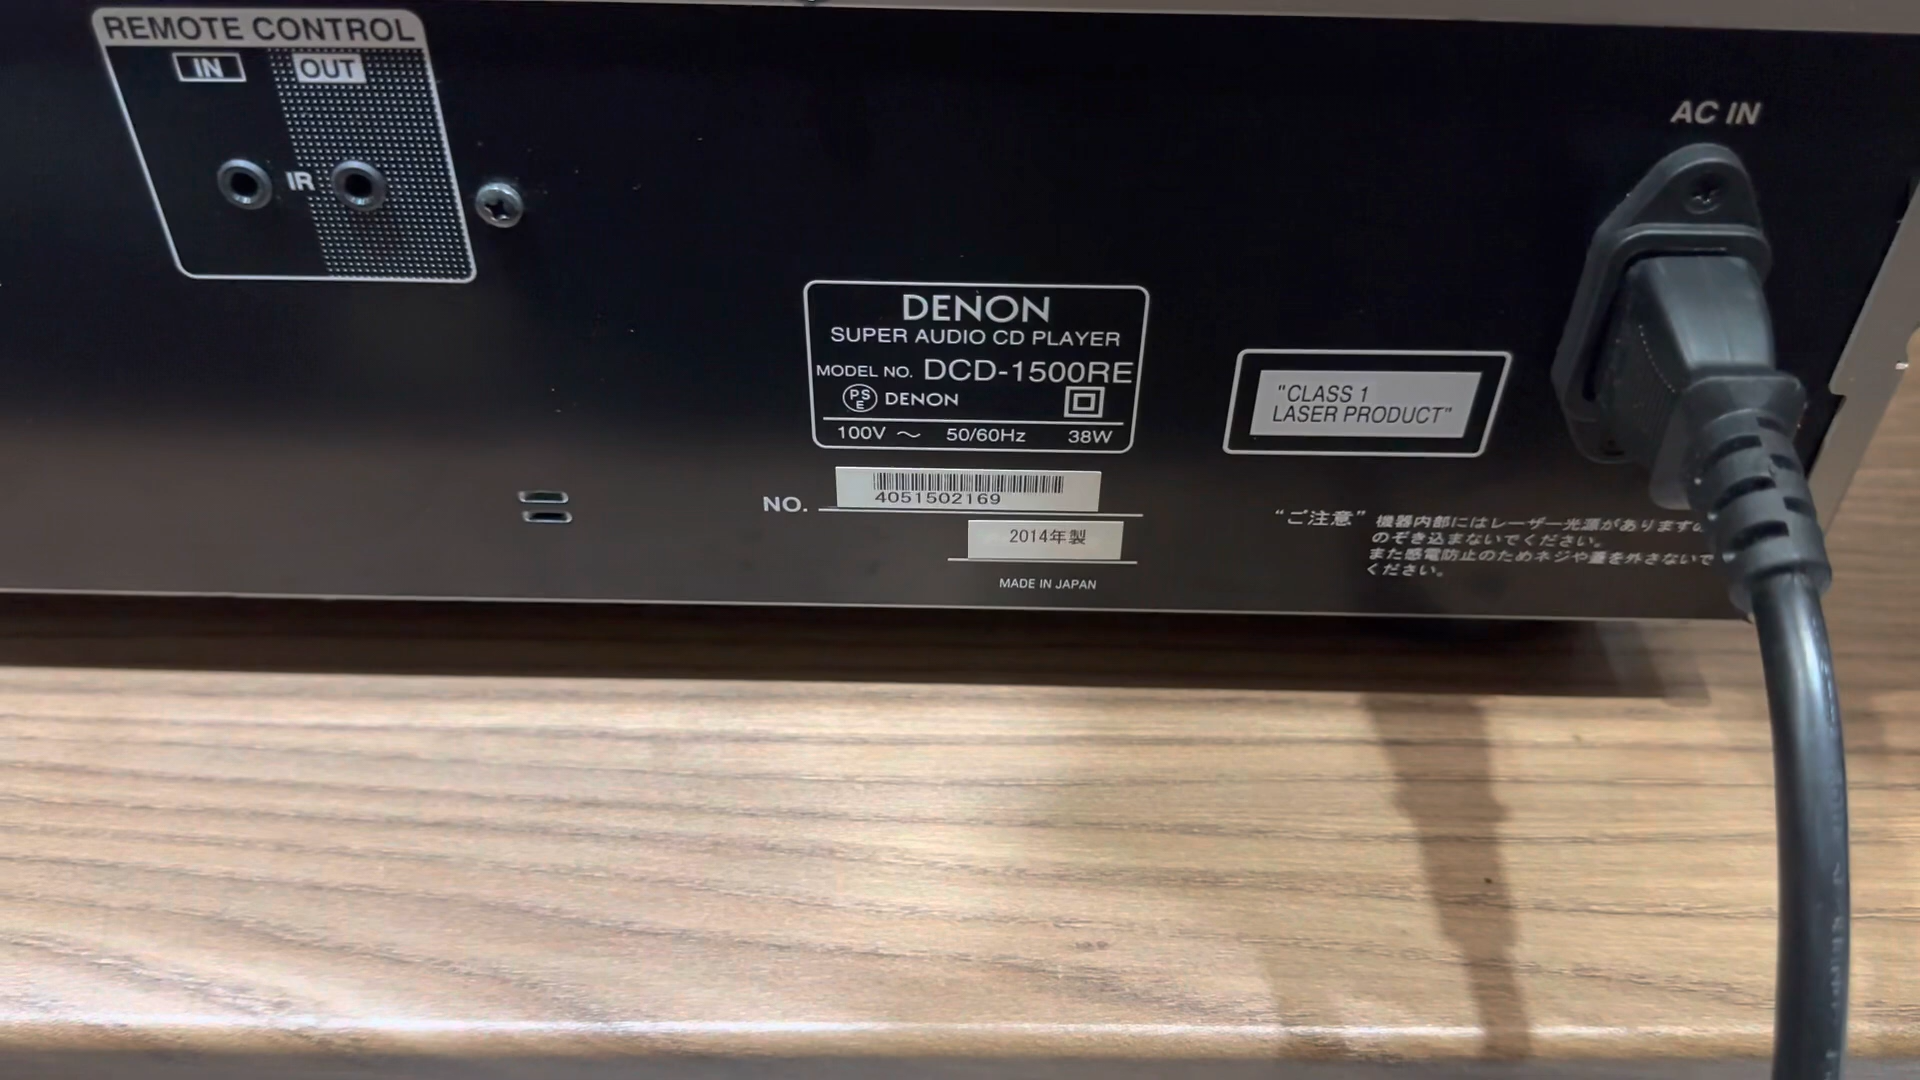 REMOTE CONTROL
IN
OUT
IR
AC IN
DENON
SUPER AUDIO CD PLAYER
MODEL NO. DCD-1500RE
PS
E
DENON
100V ～ 50/60Hz 38W
"CLASS 1
LASER PRODUCT"
NO. 4051502169
2014年製
MADE IN JAPAN
“ご注意” 機器内部にはレーザー光源がありますの
のぞき込まないでください。
また感電防止のためネジや蓋を外さないで
ください。